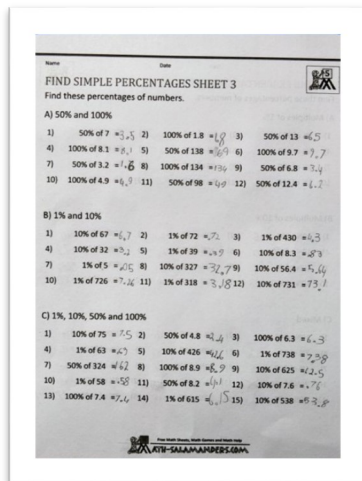 Name Date
FIND SIMPLE PERCENTAGES SHEET 3
Find these percentages of numbers.
A) 50% and 100%
1) 50% of 7 =3.5 2) 100% of 1.8 =1.8 3) 50% of 13 =6.5
4) 100% of 8.1 =8.1 5) 50% of 138 =69 6) 100% of 9.7 =9.7
7) 50% of 3.2 =1.6 8) 100% of 134 =134 9) 50% of 6.8 =3.4
10) 100% of 4.9 =4.9 11) 50% of 98 =49 12) 50% of 12.4 =6.2
B) 1% and 10%
1) 10% of 67 =6.7 2) 1% of 72 =.72 3) 1% of 430 =4.3
4) 10% of 32 =3.2 5) 1% of 39 =.39 6) 10% of 8.3 =.83
7) 1% of 5 =.05 8) 10% of 327 =32.7 9) 10% of 56.4 =5.64
10) 1% of 726 =7.26 11) 1% of 318 =3.18 12) 10% of 731 =73.1
C) 1%, 10%, 50% and 100%
1) 10% of 75 =7.5 2) 50% of 4.8 =2.4 3) 100% of 6.3 =6.3
4) 1% of 63 = 5) 10% of 426 = 6) 1% of 738 =7.38
7) 50% of 324 =162 8) 100% of 8.9 =8.9 9) 10% of 625 =62.5
10) 1% of 58 =.58 11) 50% of 8.2 =4.1 12) 10% of 7.6 =.76
13) 100% of 7.4 =7.4 14) 1% of 615 =6.15 15) 10% of 538 =53.8
Free Math Sheets, Math Games and Math Help
MATH-SALAMANDERS.COM